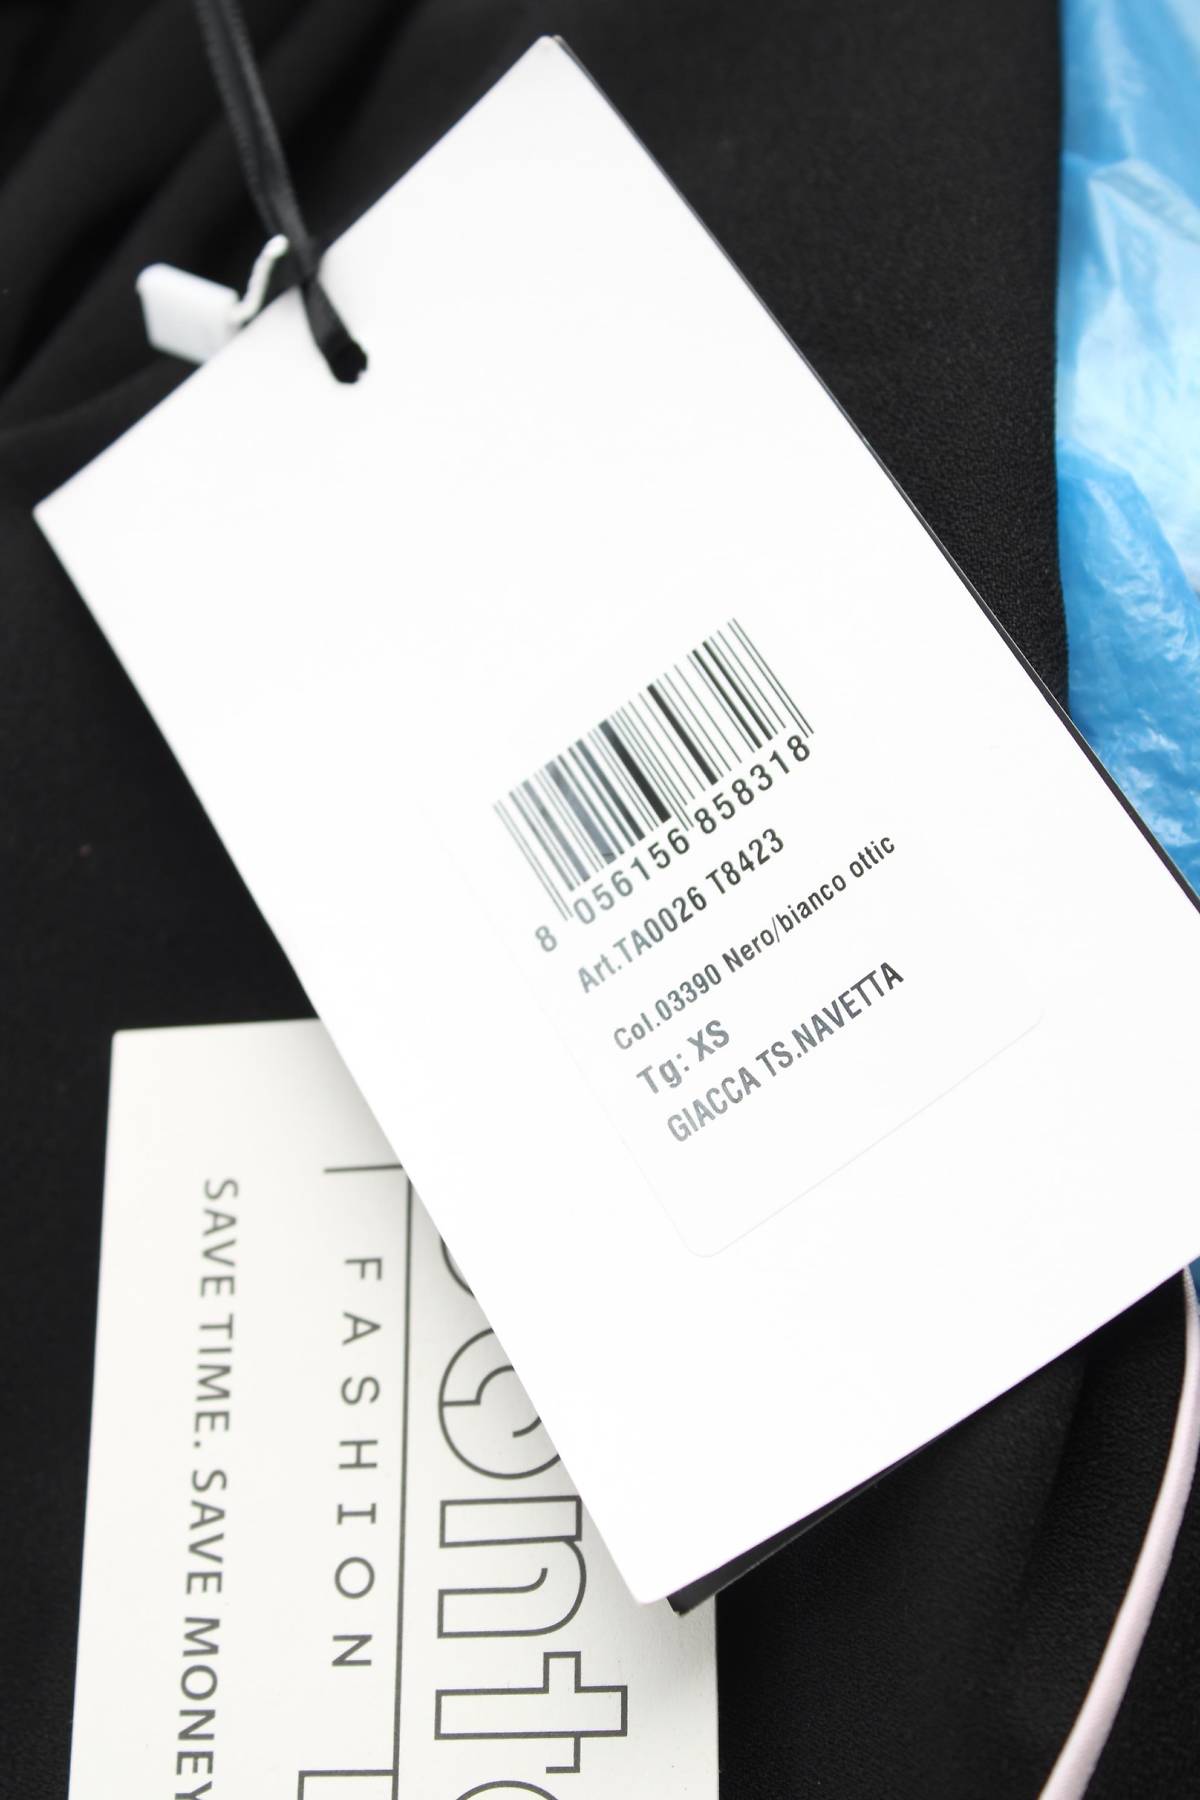 8 056156 858318
Art.TA0026 T8423
Col.03390 Nero/bianco ottic
Tg: XS
GIACCA TS.NAVETTA
FASHION
SAVE TIME. SAVE MONEY